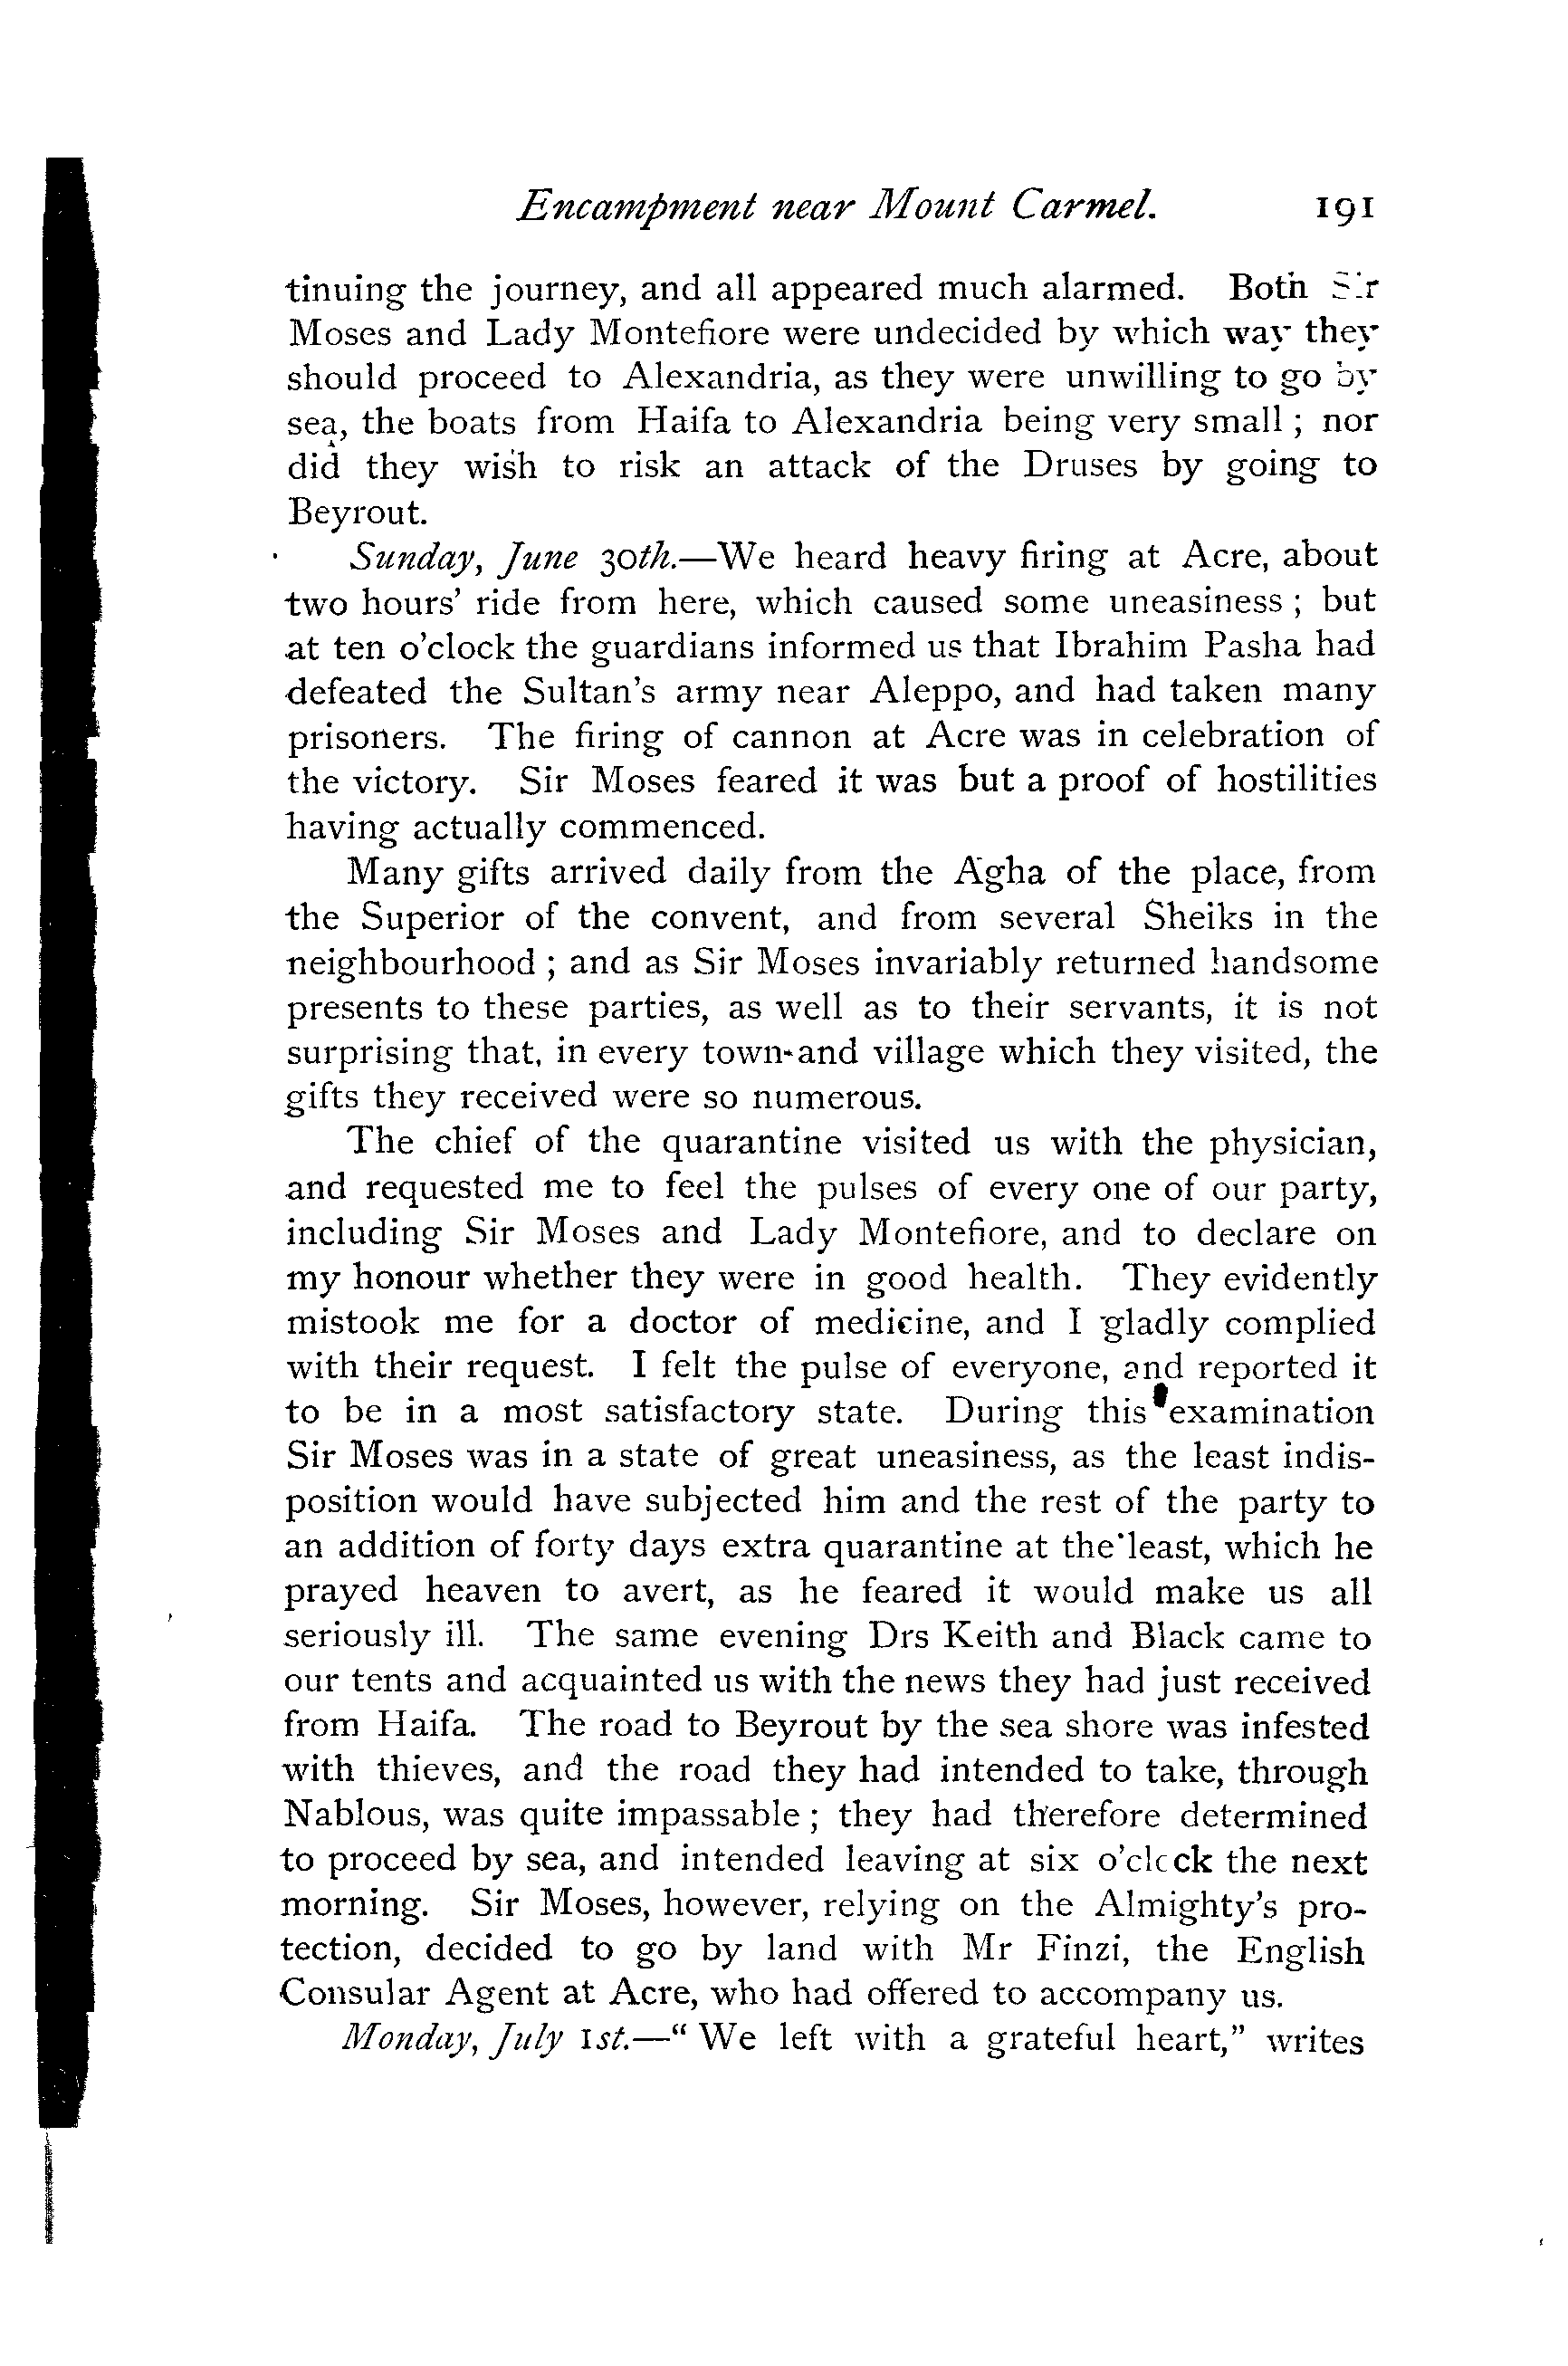 Encampment near Mount Carmel. 191
tinuing the journey, and all appeared much alarmed. Both Sir
Moses and Lady Montefiore were undecided by which way they
should proceed to Alexandria, as they were unwilling to go by
sea, the boats from Haifa to Alexandria being very small ; nor
did they wish to risk an attack of the Druses by going to
Beyrout.
Sunday, June 30th.—We heard heavy firing at Acre, about
two hours' ride from here, which caused some uneasiness ; but
at ten o'clock the guardians informed us that Ibrahim Pasha had
defeated the Sultan's army near Aleppo, and had taken many
prisoners. The firing of cannon at Acre was in celebration of
the victory. Sir Moses feared it was but a proof of hostilities
having actually commenced.
Many gifts arrived daily from the Agha of the place, from
the Superior of the convent, and from several Sheiks in the
neighbourhood ; and as Sir Moses invariably returned handsome
presents to these parties, as well as to their servants, it is not
surprising that, in every town and village which they visited, the
gifts they received were so numerous.
The chief of the quarantine visited us with the physician,
and requested me to feel the pulses of every one of our party,
including Sir Moses and Lady Montefiore, and to declare on
my honour whether they were in good health. They evidently
mistook me for a doctor of medicine, and I gladly complied
with their request. I felt the pulse of everyone, and reported it
to be in a most satisfactory state. During this examination
Sir Moses was in a state of great uneasiness, as the least indis-
position would have subjected him and the rest of the party to
an addition of forty days extra quarantine at the least, which he
prayed heaven to avert, as he feared it would make us all
seriously ill. The same evening Drs Keith and Black came to
our tents and acquainted us with the news they had just received
from Haifa. The road to Beyrout by the sea shore was infested
with thieves, and the road they had intended to take, through
Nablous, was quite impassable ; they had therefore determined
to proceed by sea, and intended leaving at six o'clock the next
morning. Sir Moses, however, relying on the Almighty's pro-
tection, decided to go by land with Mr Finzi, the English
Consular Agent at Acre, who had offered to accompany us.
Monday, July 1st.—" We left with a grateful heart," writes